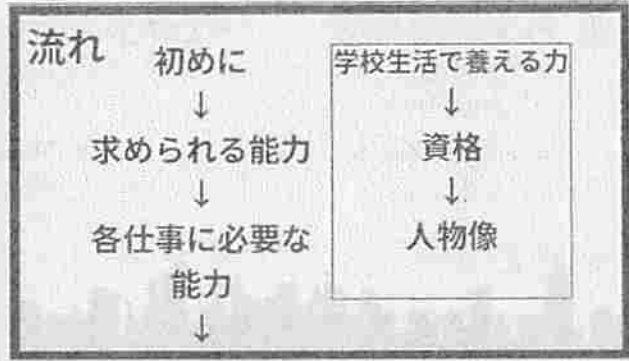 流れ
初めに
↓
求められる能力
↓
各仕事に必要な
能力
↓
学校生活で養える力
↓
資格
↓
人物像